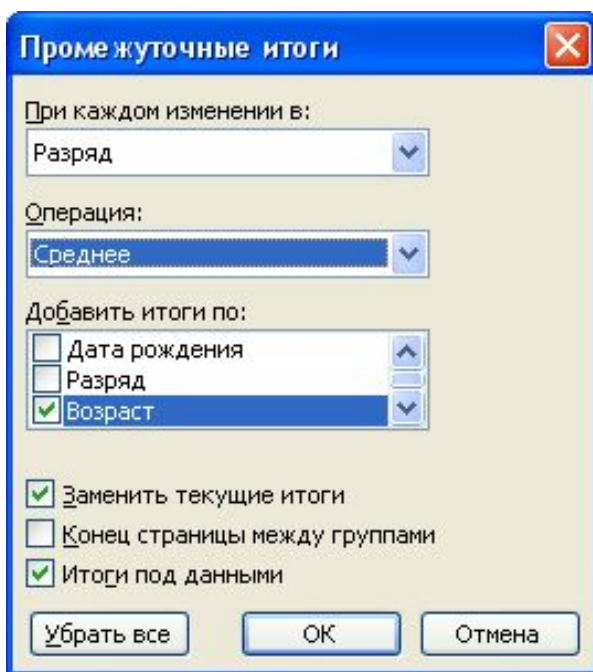 Промежуточные итоги
При каждом изменении в:
Разряд
Операция:
Среднее
Добавить итоги по:
Дата рождения
Разряд
Возраст
Заменить текущие итоги
Конец страницы между группами
Итоги под данными
Убрать все ОК Отмена